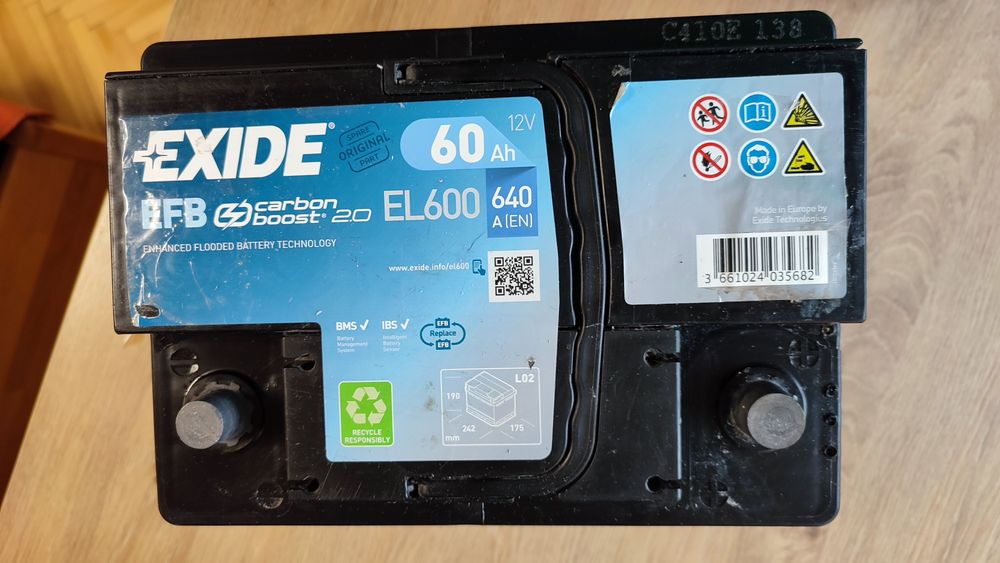 C410E 138
EXIDE®
SPARE
ORIGINAL
PART
60 Ah
12V
EFB carbon boost® 2.0
EL600
640
A (EN)
ENHANCED FLOODED BATTERY TECHNOLOGY
www.exide.info/el600
BMS
Battery
Management
System
IBS
Intelligent
Battery
Sensor
EFB
Replace
EFB
RECYCLE
RESPONSIBLY
L02
190
242
175
mm
Made in Europe by
Exide Technologies
3 661024 035682